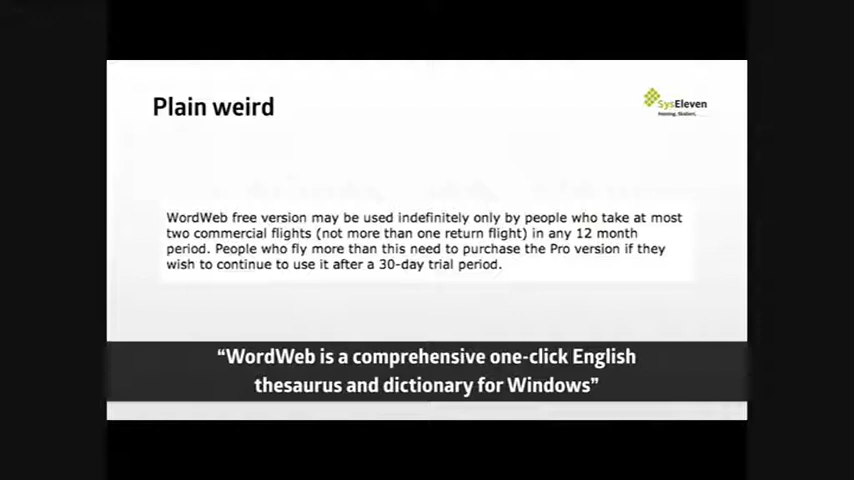 Plain weird
SysEleven
WordWeb free version may be used indefinitely only by people who take at most
two commercial flights (not more than one return flight) in any 12 month
period. People who fly more than this need to purchase the Pro version if they
wish to continue to use it after a 30-day trial period.
“WordWeb is a comprehensive one-click English
thesaurus and dictionary for Windows”